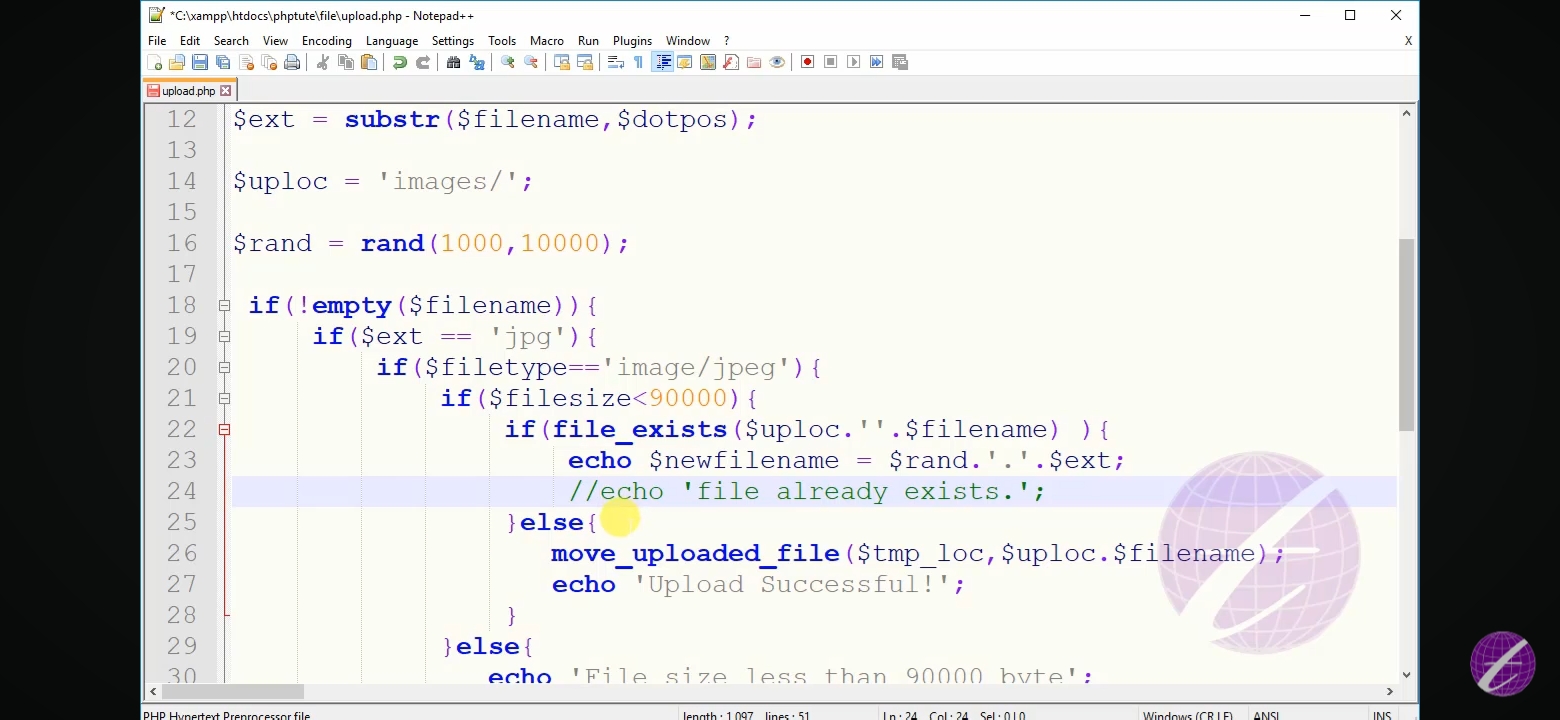 *C:\xampp\htdocs\phptute\file\upload.php - Notepad++
File Edit Search View Encoding Language Settings Tools Macro Run Plugins Window ? X
upload.php
12 $ext = substr($filename,$dotpos);
13
14 $uploc = 'images/';
15
16 $rand = rand(1000,10000);
17
18 if(!empty($filename)){
19 if($ext == 'jpg'){
20 if($filetype=='image/jpeg'){
21 if($filesize<90000){
22 if(file_exists($uploc.''.$filename) ){
23 echo $newfilename = $rand.'.'.$ext;
24 //echo 'file already exists.';
25 }else{
26 move_uploaded_file($tmp_loc,$uploc.$filename);
27 echo 'Upload Successful!';
28 }
29 }else{
30 echo 'File size less than 90000 byte';
PHP Hypertext Preprocessor file length : 1,097 lines : 51 Ln : 24 Col : 24 Sel : 0 | 0 Windows (CR LF) ANSI INS